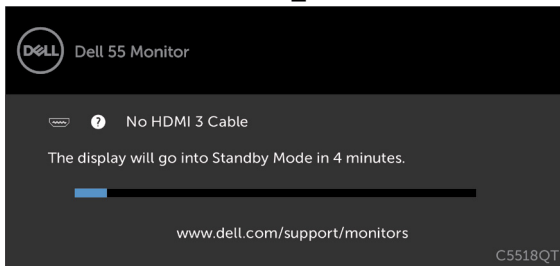 DELL
Dell 55 Monitor
? No HDMI 3 Cable
The display will go into Standby Mode in 4 minutes.
www.dell.com/support/monitors
C5518QT